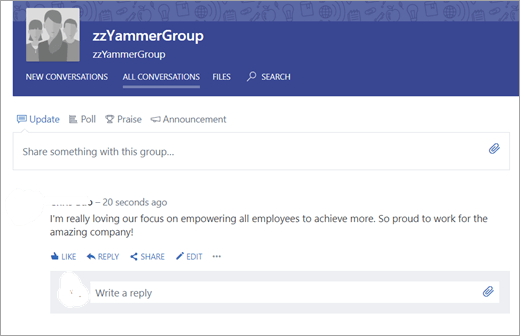 zzYammerGroup
zzYammerGroup
NEW CONVERSATIONS ALL CONVERSATIONS FILES SEARCH
Update Poll Praise Announcement
Share something with this group...
– 20 seconds ago
I'm really loving our focus on empowering all employees to achieve more. So proud to work for the
amazing company!
LIKE REPLY SHARE EDIT •••
Write a reply